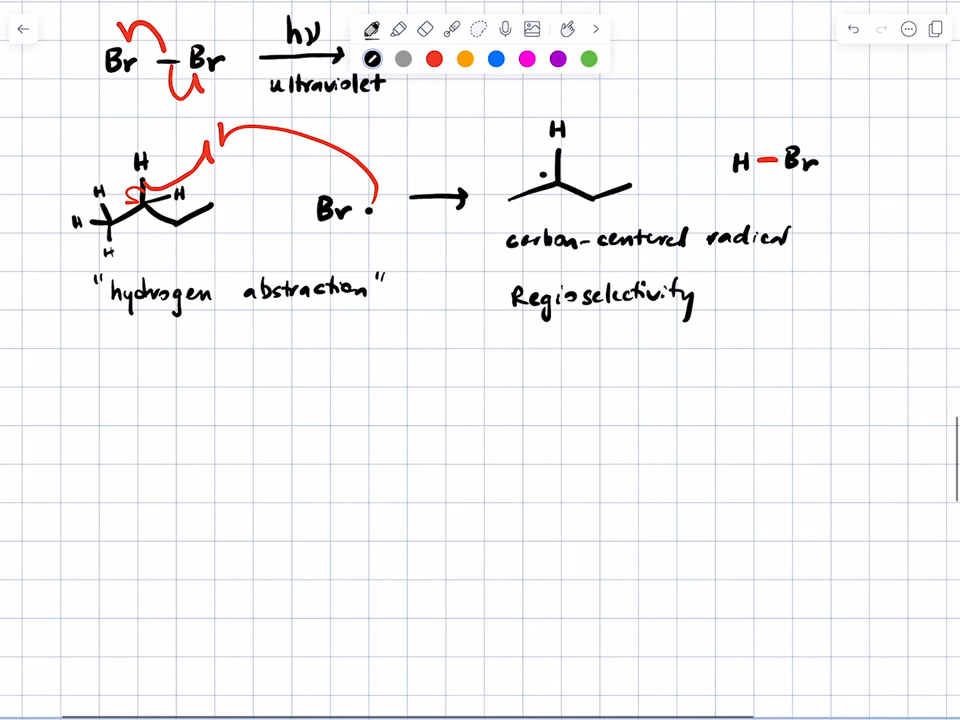 Br – Br hν
ultraviolet
H H H
H H – Br
H Br •
H
carbon-centered radical
"hydrogen abstraction"
Regioselectivity